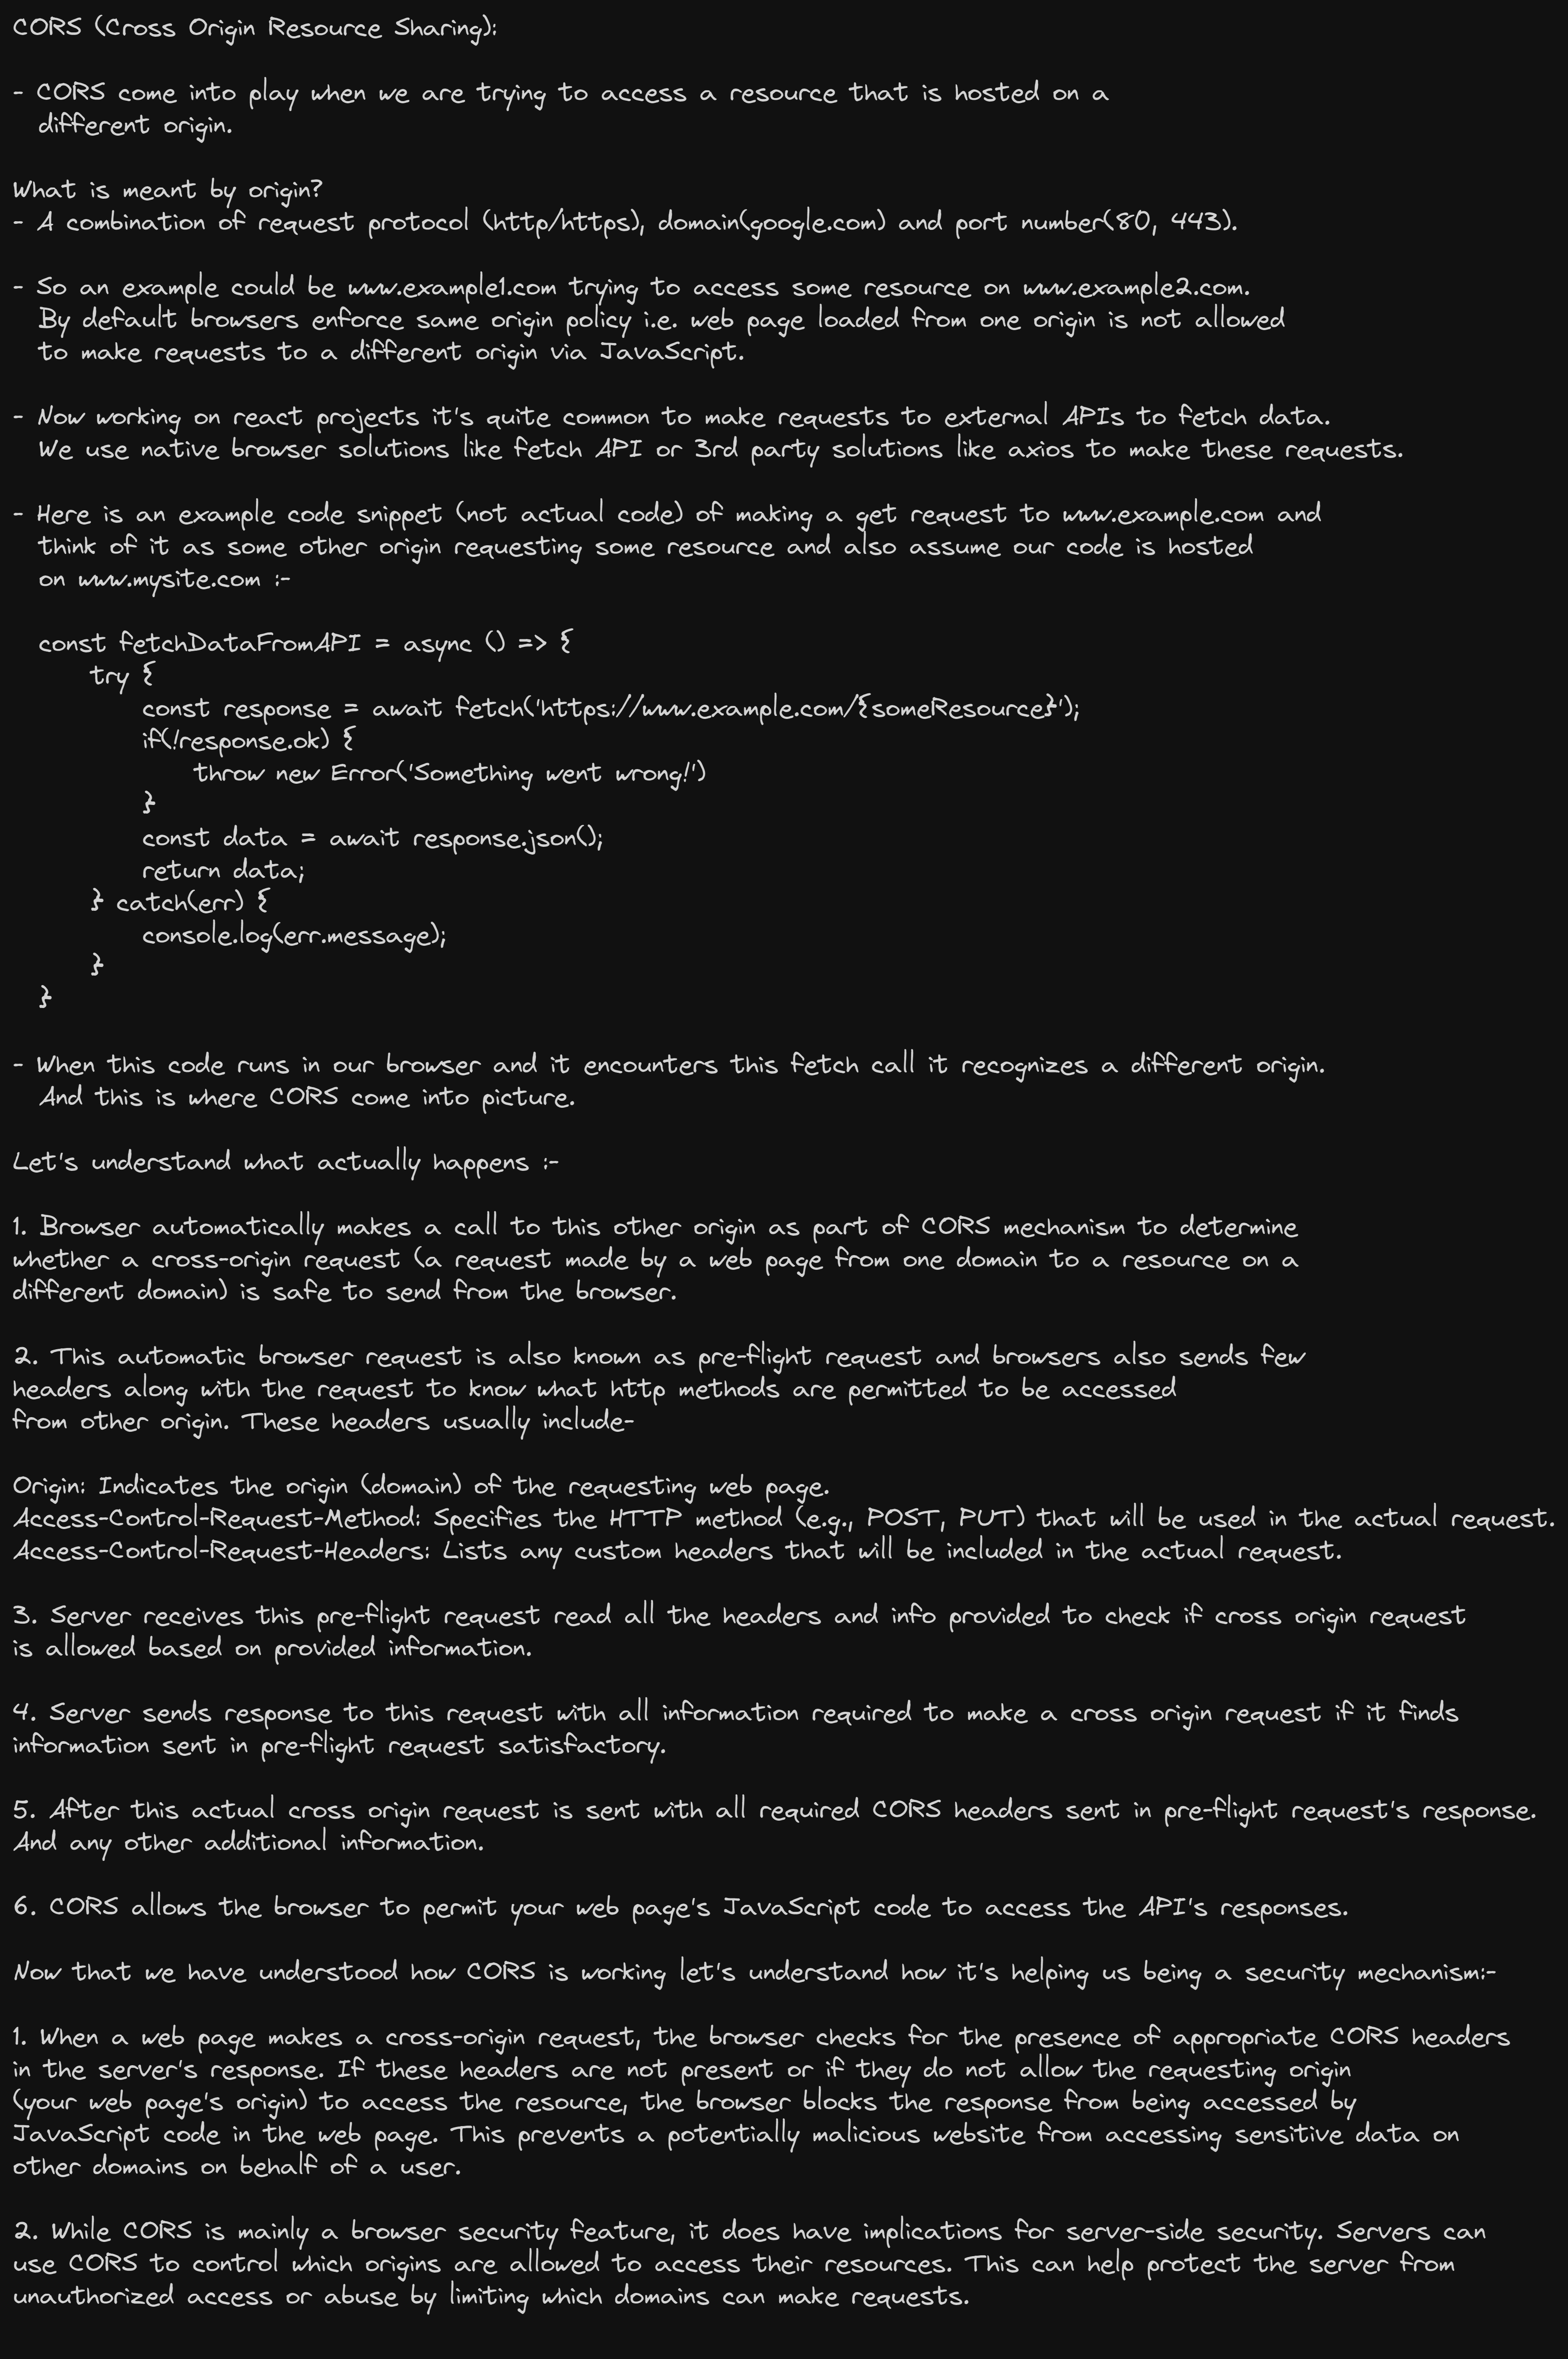 CORS (Cross Origin Resource Sharing):
- CORS come into play when we are trying to access a resource that is hosted on a
different origin.
What is meant by origin?
- A combination of request protocol (http/https), domain(google.com) and port number(80, 443).
- So an example could be www.example1.com trying to access some resource on www.example2.com.
By default browsers enforce same origin policy i.e. web page loaded from one origin is not allowed
to make requests to a different origin via JavaScript.
- Now working on react projects it's quite common to make requests to external APIs to fetch data.
We use native browser solutions like fetch API or 3rd party solutions like axios to make these requests.
- Here is an example code snippet (not actual code) of making a get request to www.example.com and
think of it as some other origin requesting some resource and also assume our code is hosted
on www.mysite.com :-
const fetchDataFromAPI = async () => {
try {
const response = await fetch('https://www.example.com/{someResource}');
if(!response.ok) {
throw new Error('Something went wrong!')
}
const data = await response.json();
return data;
} catch(err) {
console.log(err.message);
}
}
- When this code runs in our browser and it encounters this fetch call it recognizes a different origin.
And this is where CORS come into picture.
Let's understand what actually happens :-
1. Browser automatically makes a call to this other origin as part of CORS mechanism to determine
whether a cross-origin request (a request made by a web page from one domain to a resource on a
different domain) is safe to send from the browser.
2. This automatic browser request is also known as pre-flight request and browsers also sends few
headers along with the request to know what http methods are permitted to be accessed
from other origin. These headers usually include-
Origin: Indicates the origin (domain) of the requesting web page.
Access-Control-Request-Method: Specifies the HTTP method (e.g., POST, PUT) that will be used in the actual request.
Access-Control-Request-Headers: Lists any custom headers that will be included in the actual request.
3. Server receives this pre-flight request read all the headers and info provided to check if cross origin request
is allowed based on provided information.
4. Server sends response to this request with all information required to make a cross origin request if it finds
information sent in pre-flight request satisfactory.
5. After this actual cross origin request is sent with all required CORS headers sent in pre-flight request's response.
And any other additional information.
6. CORS allows the browser to permit your web page's JavaScript code to access the API's responses.
Now that we have understood how CORS is working let's understand how it's helping us being a security mechanism:-
1. When a web page makes a cross-origin request, the browser checks for the presence of appropriate CORS headers
in the server's response. If these headers are not present or if they do not allow the requesting origin
(your web page's origin) to access the resource, the browser blocks the response from being accessed by
JavaScript code in the web page. This prevents a potentially malicious website from accessing sensitive data on
other domains on behalf of a user.
2. While CORS is mainly a browser security feature, it does have implications for server-side security. Servers can
use CORS to control which origins are allowed to access their resources. This can help protect the server from
unauthorized access or abuse by limiting which domains can make requests.